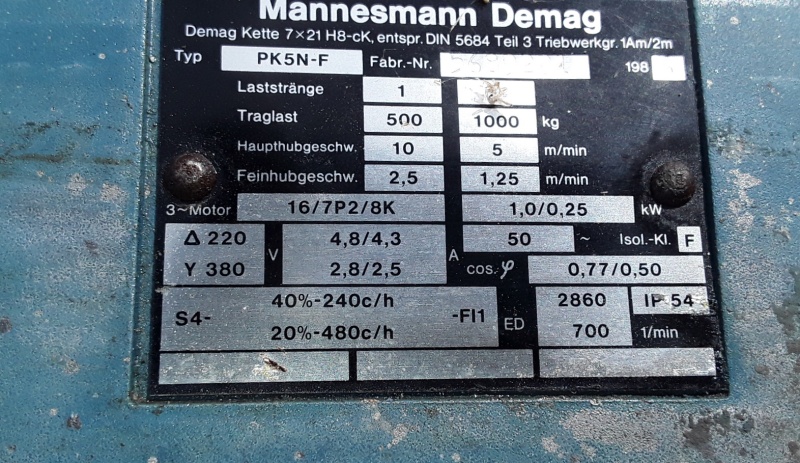 Mannesmann Demag
Demag Kette 7×21 H8-cK, entspr. DIN 5684 Teil 3 Triebwerkgr. 1Am/2m
Typ PK5N-F Fabr.-Nr. 198
Laststränge 1
Traglast 500 1000 kg
Haupthubgeschw. 10 5 m/min
Feinhubgeschw. 2,5 1,25 m/min
3~Motor 16/7P2/8K 1,0/0,25 kW
Δ 220 V 4,8/4,3 A 50 ~ Isol.-Kl. F
Y 380 2,8/2,5 cos.φ 0,77/0,50
S4- 40%-240c/h -FI1 ED 2860 IP 54
20%-480c/h 700 1/min